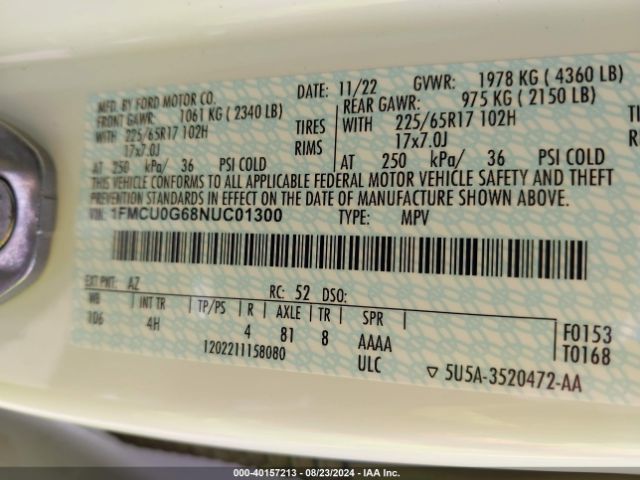 MFD. BY FORD MOTOR CO.
DATE: 11/22 GVWR: 1978 KG ( 4360 LB)
FRONT GAWR: 1061 KG ( 2340 LB)
REAR GAWR: 975 KG ( 2150 LB)
WITH 225/65R17 102H TIRES
WITH 225/65R17 102H
17x7.0J RIMS
17x7.0J
AT 250 kPa/ 36 PSI COLD
AT 250 kPa/ 36 PSI COLD
THIS VEHICLE CONFORMS TO ALL APPLICABLE FEDERAL MOTOR VEHICLE SAFETY AND THEFT
PREVENTION STANDARDS IN EFFECT ON THE DATE OF MANUFACTURE SHOWN ABOVE.
VIN: 1FMCU0G68NUC01300 TYPE: MPV
EXT PNT: AZ RC: 52 DSO:
WB INT TR TP/PS R AXLE TR SPR
106 4H 4 81 8 AAAA
1202211158080 ULC
F0153
T0168
▽ 5U5A-3520472-AA
000-40157213 - 08/23/2024 - IAA Inc.